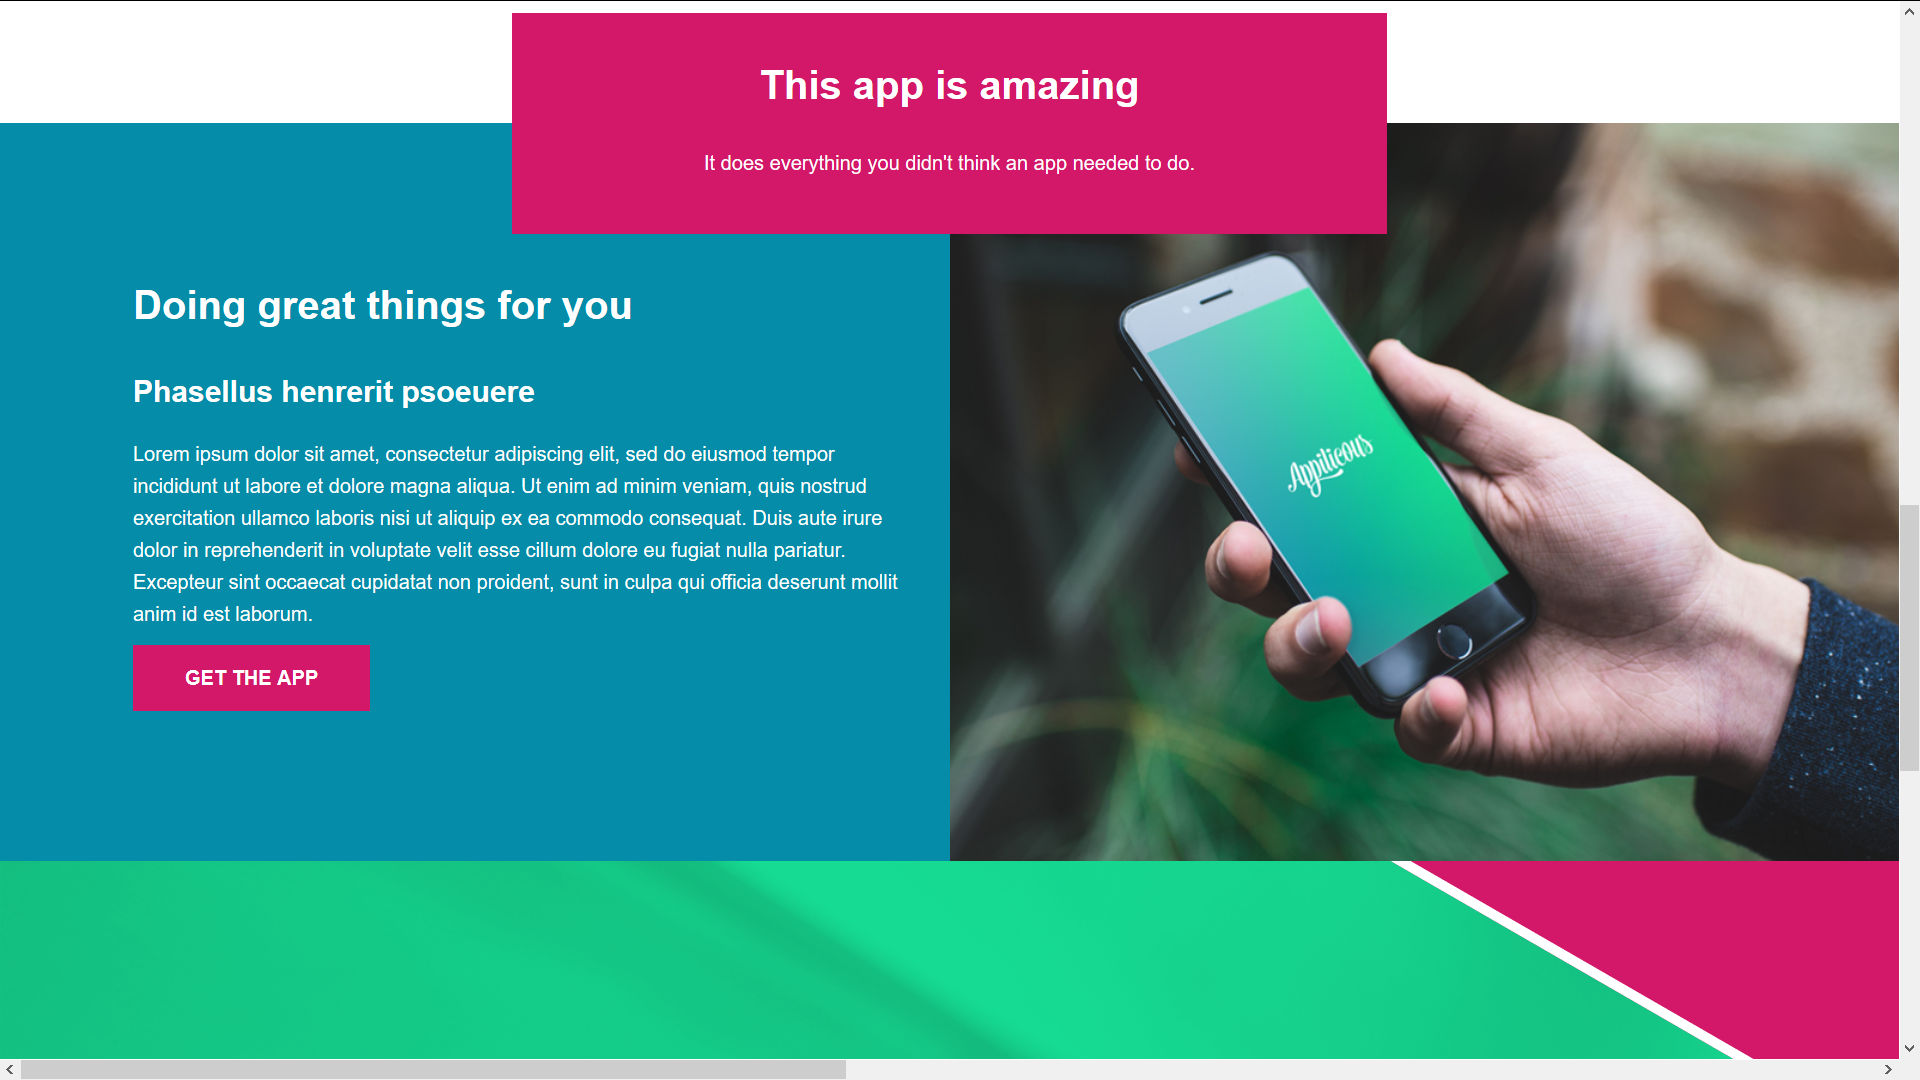 This app is amazing
It does everything you didn't think an app needed to do.
Doing great things for you
Phasellus henrerit psoeuere
Lorem ipsum dolor sit amet, consectetur adipiscing elit, sed do eiusmod tempor
incididunt ut labore et dolore magna aliqua. Ut enim ad minim veniam, quis nostrud
exercitation ullamco laboris nisi ut aliquip ex ea commodo consequat. Duis aute irure
dolor in reprehenderit in voluptate velit esse cillum dolore eu fugiat nulla pariatur.
Excepteur sint occaecat cupidatat non proident, sunt in culpa qui officia deserunt mollit
anim id est laborum.
GET THE APP
Appiticous